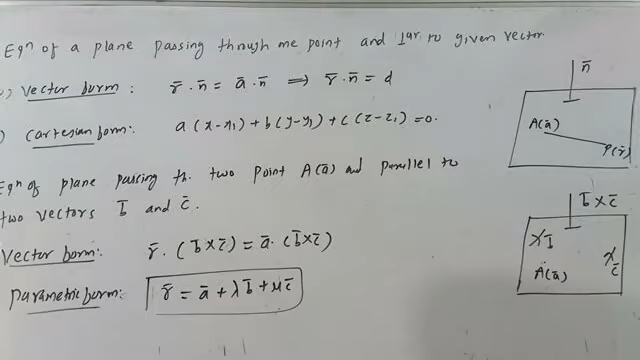 Eqn of a plane passing through one point and ⊥ar to given vector
) Vector form : r̄ . n̄ = ā . n̄ ⟹ r̄ . n̄ = d
) Cartesian form: a(x-x₁) + b(y-y₁) + c(z-z₁) = 0.
n̄
A(ā)
P(r̄)
Eqn of plane passing th. two point A(ā) and parallel to
two vectors b̄ and c̄.
Vector form: r̄ . (b̄ x c̄) = ā . (b̄ x c̄)
Parametric form: r̄ = ā + λb̄ + μc̄
b̄ x c̄
b̄
c̄
A(ā)